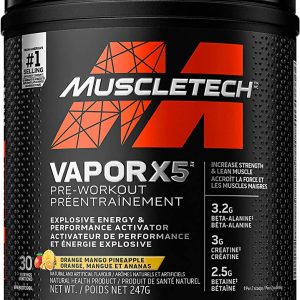 #1
SELLING
MUSCLETECH
VAPOR X5
PRE-WORKOUT
PRÉENTRAÎNEMENT
EXPLOSIVE ENERGY &
PERFORMANCE ACTIVATOR
ACTIVATEUR DE PERFORMANCE
ET ÉNERGIE EXPLOSIVE
INCREASE STRENGTH
& LEAN MUSCLE
ACCROÎT LA FORCE ET
LES MUSCLES MAIGRES
3.2G
BETA-ALANINE
BÊTA-ALANINE
3G
CREATINE
CRÉATINE
2.5G
BETAINE
BÉTAÏNE
30
ORANGE MANGO PINEAPPLE
ORANGE, MANGUE ET ANANAS
NATURAL AND ARTIFICIAL FLAVOUR / ARÔMES NATURELS ET ARTIFICIELS
NATURAL HEALTH PRODUCT / PRODUIT DE SANTÉ NATUREL
NET WT. / POIDS NET 247G